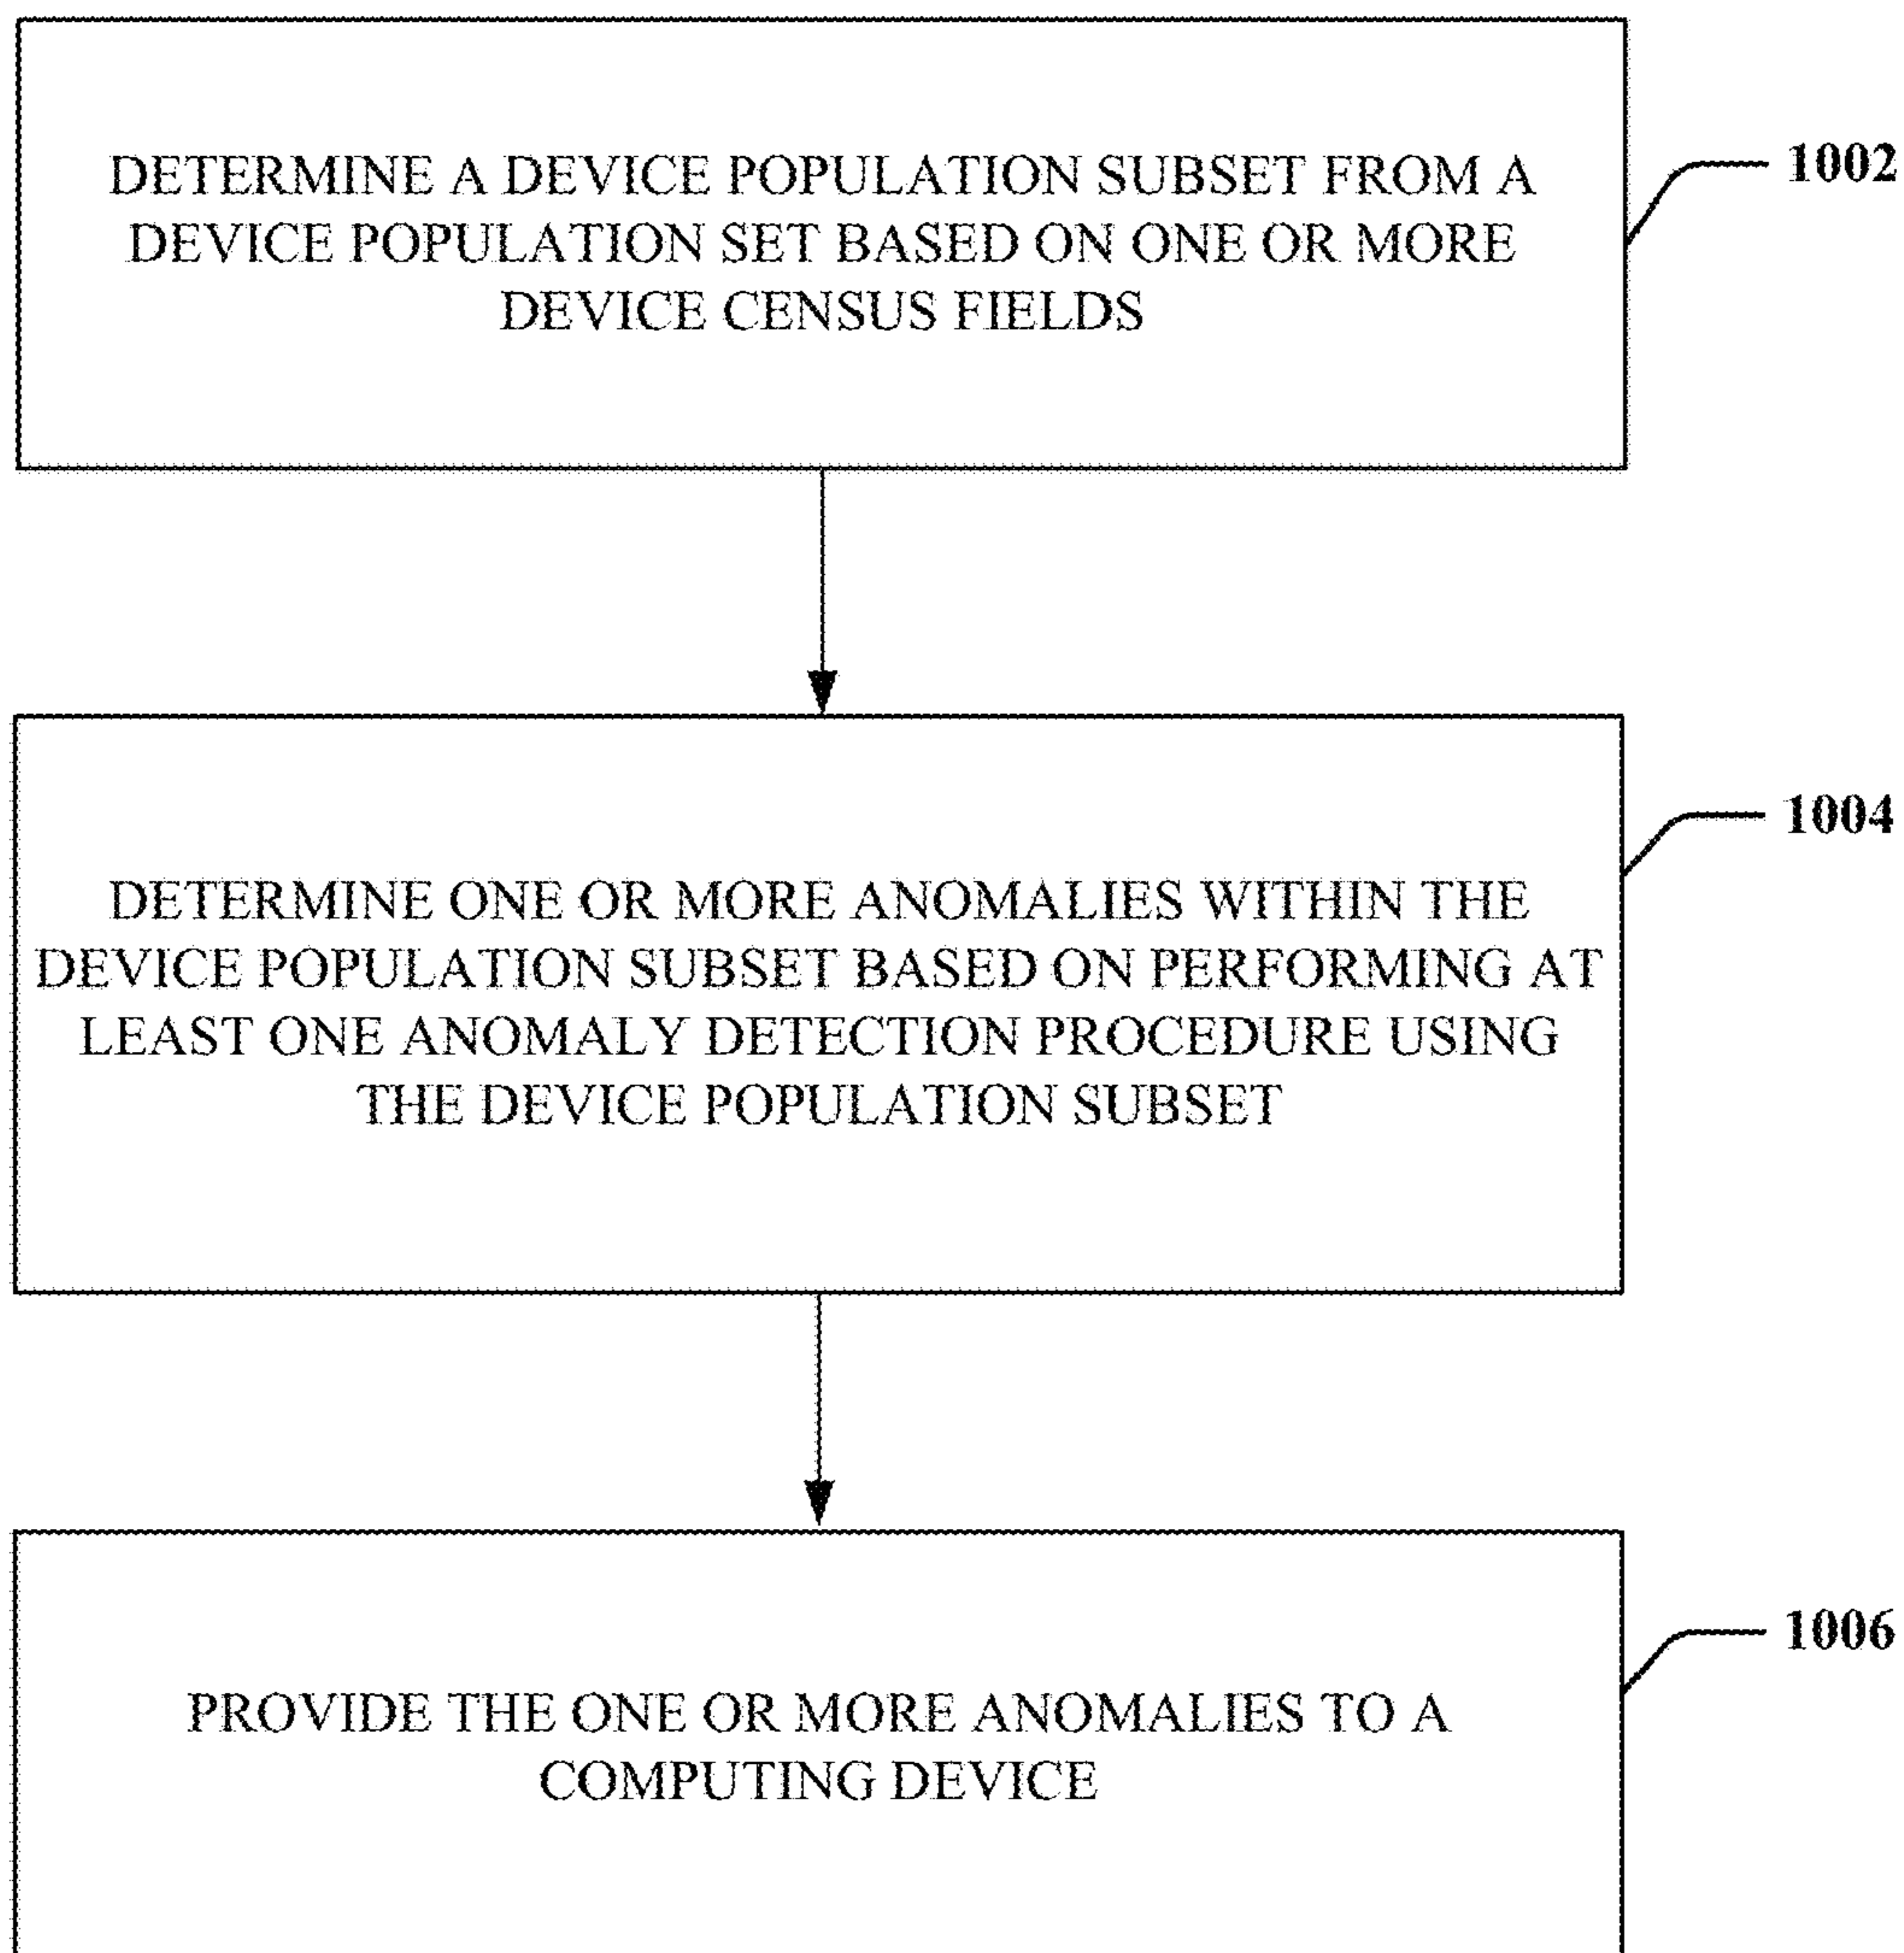 DETERMINE A DEVICE POPULATION SUBSET FROM A
DEVICE POPULATION SET BASED ON ONE OR MORE
DEVICE CENSUS FIELDS
1002
DETERMINE ONE OR MORE ANOMALIES WITHIN THE
DEVICE POPULATION SUBSET BASED ON PERFORMING AT
LEAST ONE ANOMALY DETECTION PROCEDURE USING
THE DEVICE POPULATION SUBSET
1004
PROVIDE THE ONE OR MORE ANOMALIES TO A
COMPUTING DEVICE
1006